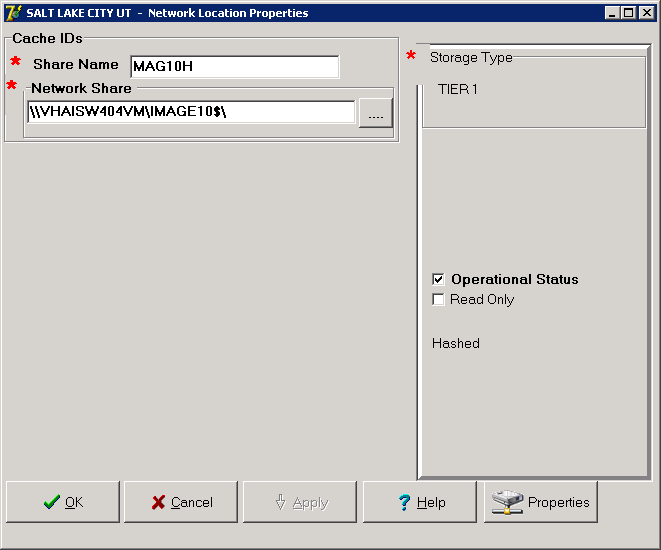 SALT LAKE CITY UT - Network Location Properties
Cache IDs
* Share Name MAG10H
* Network Share
\\VHAISW404VM\IMAGE10$\ ....
* Storage Type
TIER 1
Operational Status
Read Only
Hashed
OK Cancel Apply ? Help Properties